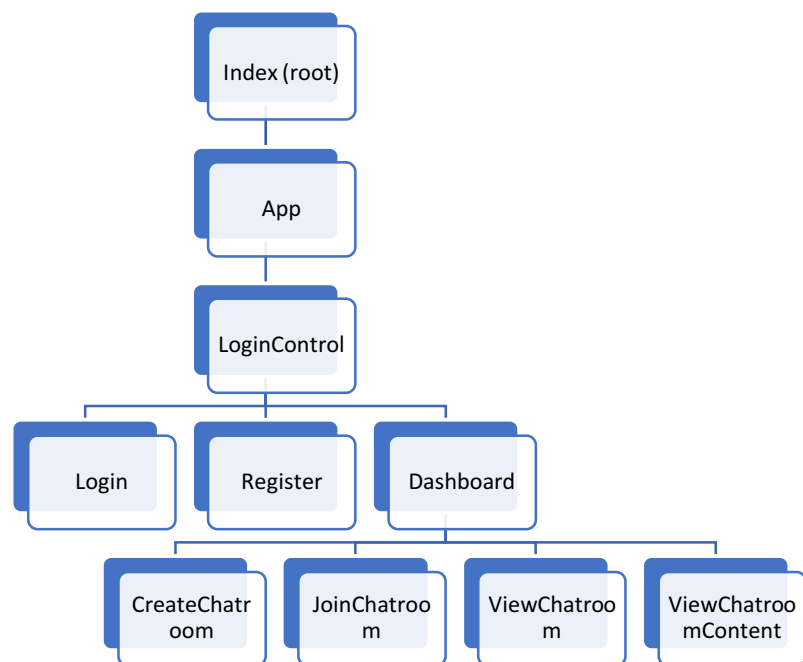 Index (root)
App
LoginControl
Login
Register
Dashboard
CreateChatr
oom
JoinChatroo
m
ViewChatroo
m
ViewChatroo
mContent